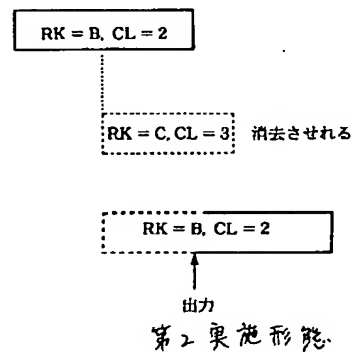 RK = B, CL = 2
RK = C, CL = 3 消去させれる
RK = B, CL = 2
出力
第2実施形態